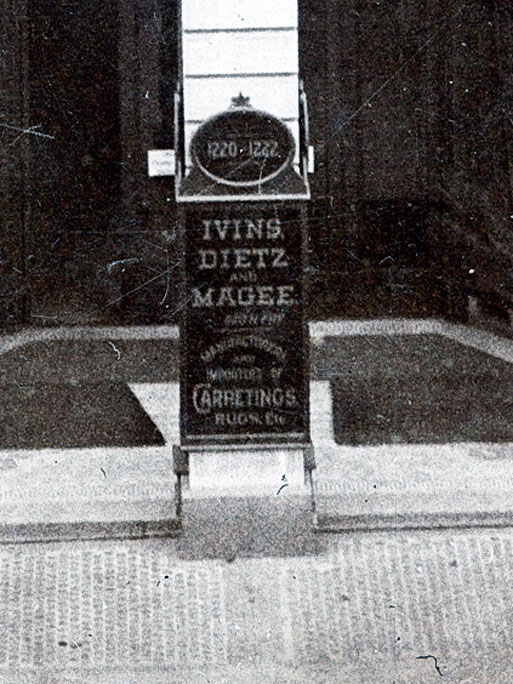 1220·1222
IVINS
DIETZ
AND
MAGEE
MANUFACTURERS
AND
IMPORTERS OF
CARPETINGS
RUGS, Etc